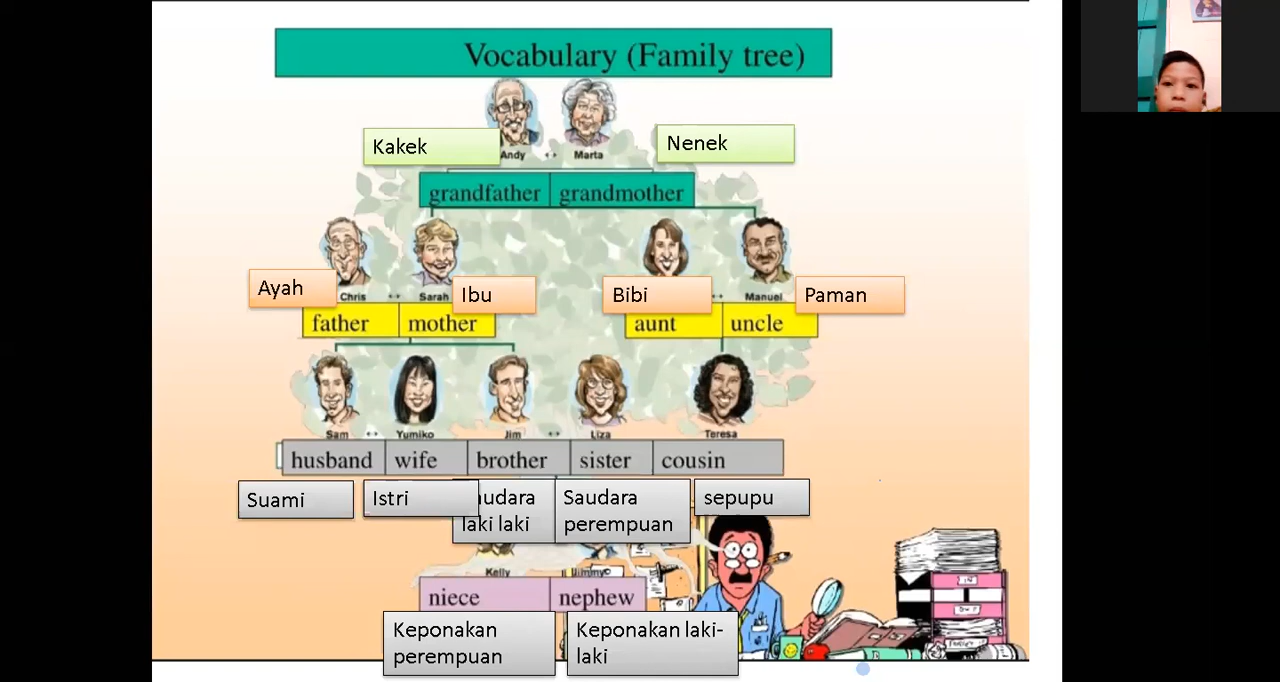 Vocabulary (Family tree)
Kakek
Nenek
Andy ↔ Marta
grandfather grandmother
Ayah
Chris ↔ Sarah
Ibu
Bibi
↔ Manuel
Paman
father mother
aunt uncle
Sam ↔ Yumiko
Jim ↔ Liza
Teresa
husband wife brother sister cousin
Suami
Istri
laki laki
Saudara
perempuan
sepupu
Kelly
Jimmy
niece nephew
Keponakan
perempuan
Keponakan laki-
laki